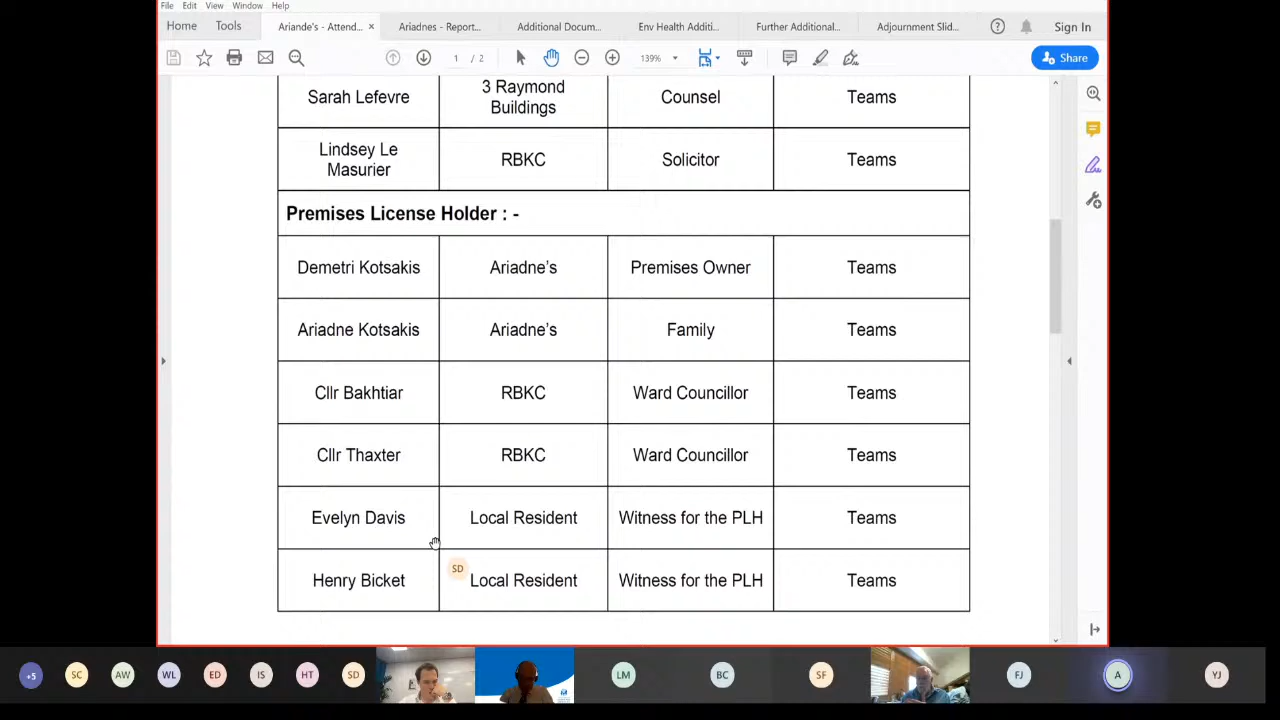 File Edit View Window Help
Home Tools Ariande's - Attend... × Ariadnes - Report... Additional Docum... Env Health Additi... Further Additional... Adjournment Slid... Sign In
1 / 2 139% Share
Sarah Lefevre 3 Raymond Buildings Counsel Teams
Lindsey Le Masurier RBKC Solicitor Teams
Premises License Holder : -
Demetri Kotsakis Ariadne's Premises Owner Teams
Ariadne Kotsakis Ariadne's Family Teams
Cllr Bakhtiar RBKC Ward Councillor Teams
Cllr Thaxter RBKC Ward Councillor Teams
Evelyn Davis Local Resident Witness for the PLH Teams
SD
Henry Bicket Local Resident Witness for the PLH Teams
+5 SC AW WL ED IS HT SD LM BC SF FJ A YJ